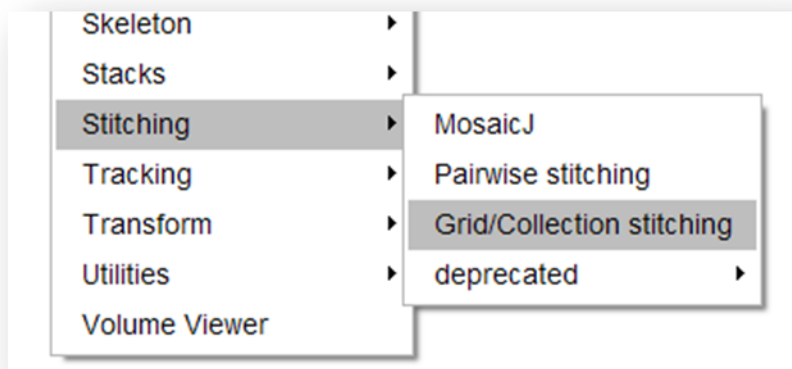 Skeleton
Stacks
Stitching
Tracking
Transform
Utilities
Volume Viewer
MosaicJ
Pairwise stitching
Grid/Collection stitching
deprecated